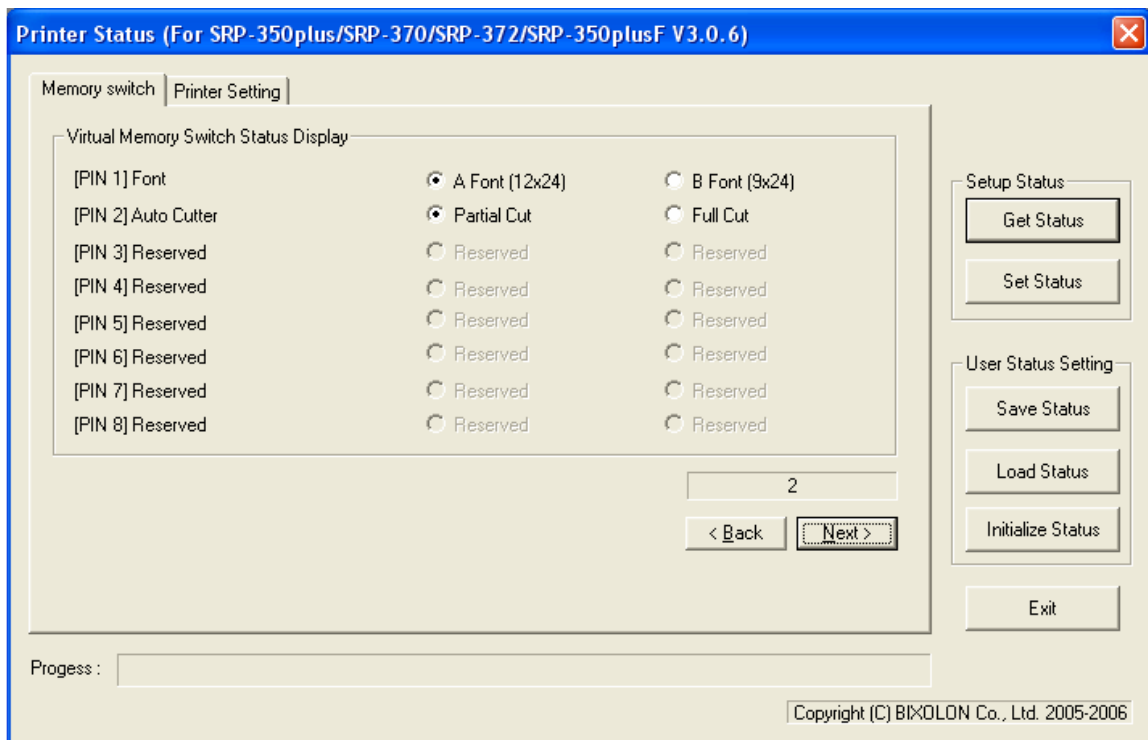 Printer Status (For SRP-350plus/SRP-370/SRP-372/SRP-350plusF V3.0.6)
Memory switch Printer Setting
Virtual Memory Switch Status Display
[PIN 1] Font A Font (12x24) B Font (9x24)
[PIN 2] Auto Cutter Partial Cut Full Cut
[PIN 3] Reserved Reserved Reserved
[PIN 4] Reserved Reserved Reserved
[PIN 5] Reserved Reserved Reserved
[PIN 6] Reserved Reserved Reserved
[PIN 7] Reserved Reserved Reserved
[PIN 8] Reserved Reserved Reserved
2
< Back Next >
Setup Status
Get Status
Set Status
User Status Setting
Save Status
Load Status
Initialize Status
Exit
Progess :
Copyright (C) BIXOLON Co., Ltd. 2005-2006